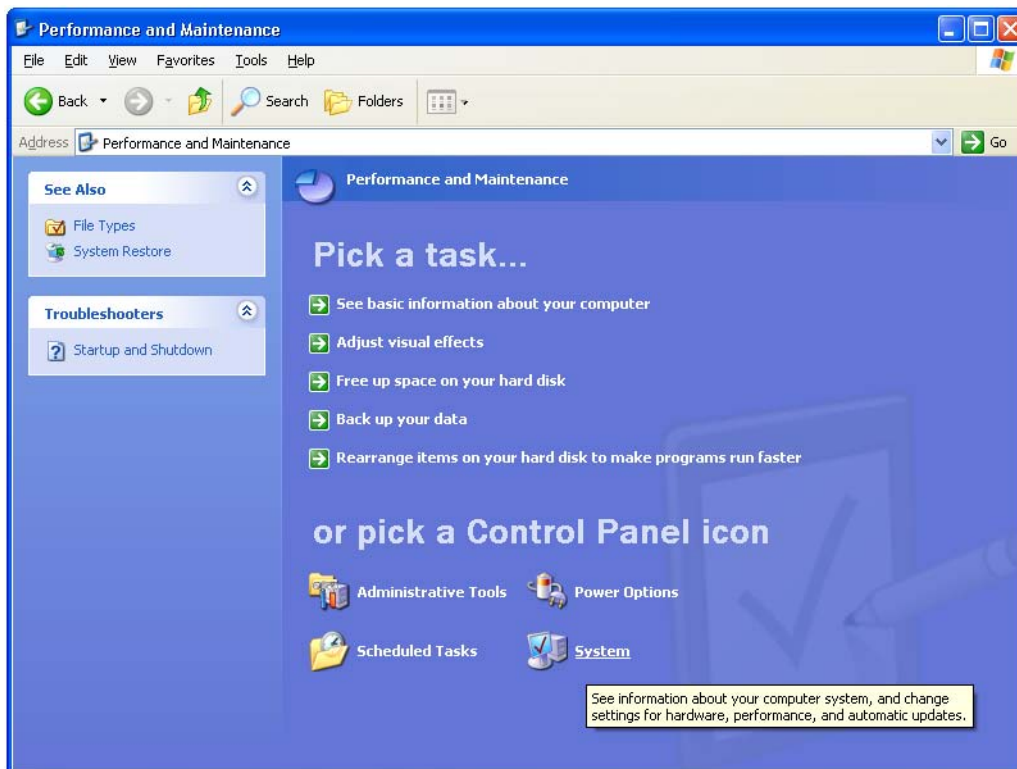 Performance and Maintenance
File Edit View Favorites Tools Help
Back Search Folders
Address Performance and Maintenance Go
See Also
File Types
System Restore
Troubleshooters
Startup and Shutdown
Performance and Maintenance
Pick a task...
See basic information about your computer
Adjust visual effects
Free up space on your hard disk
Back up your data
Rearrange items on your hard disk to make programs run faster
or pick a Control Panel icon
Administrative Tools Power Options
Scheduled Tasks System
See information about your computer system, and change
settings for hardware, performance, and automatic updates.